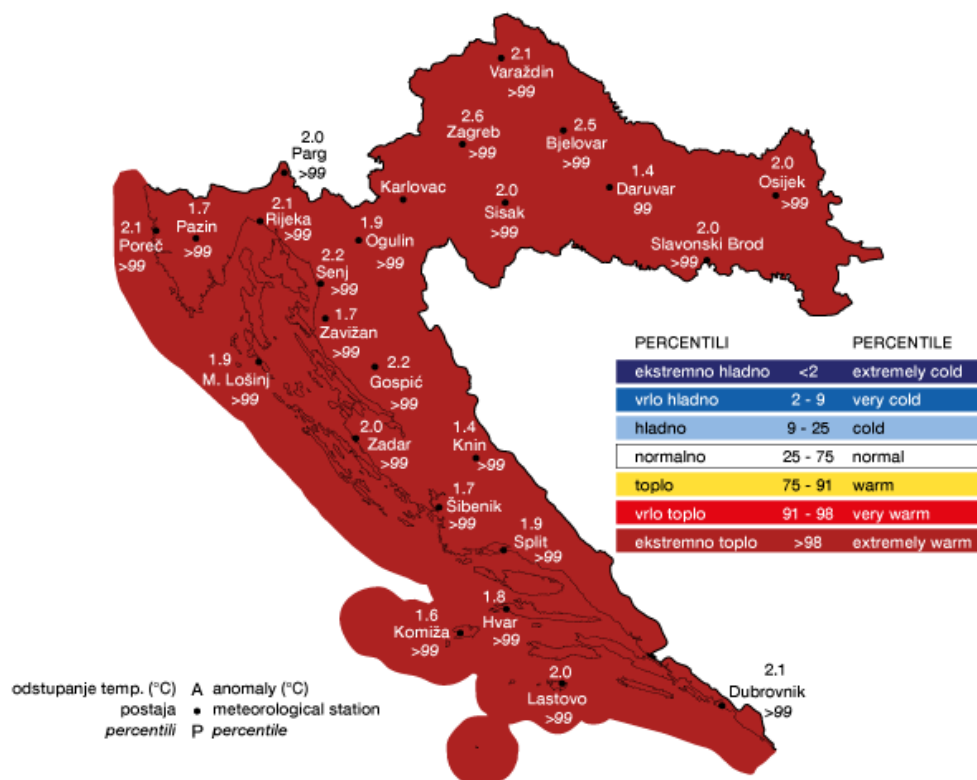 2.1
Varaždin
>99
2.6
Zagreb
>99
2.5
Bjelovar
>99
2.0
Parg
>99
1.4
Daruvar
99
2.0
Osijek
>99
Karlovac
2.0
Sisak
>99
2.1
Poreč
>99
1.7
Pazin
>99
2.1
Rijeka
>99
1.9
Ogulin
>99
2.0
Slavonski Brod
>99
2.2
Senj
>99
1.7
Zavižan
>99
1.9
M. Lošinj
>99
2.2
Gospić
>99
2.0
Zadar
>99
1.4
Knin
>99
1.7
Šibenik
>99
1.9
Split
>99
1.8
Hvar
>99
1.6
Komiža
>99
2.0
Lastovo
>99
2.1
Dubrovnik
>99
PERCENTILI PERCENTILE
ekstremno hladno <2 extremely cold
vrlo hladno 2 - 9 very cold
hladno 9 - 25 cold
normalno 25 - 75 normal
toplo 75 - 91 warm
vrlo toplo 91 - 98 very warm
ekstremno toplo >98 extremely warm
odstupanje temp. (°C) A anomaly (°C)
postaja • meteorological station
percentili P percentile